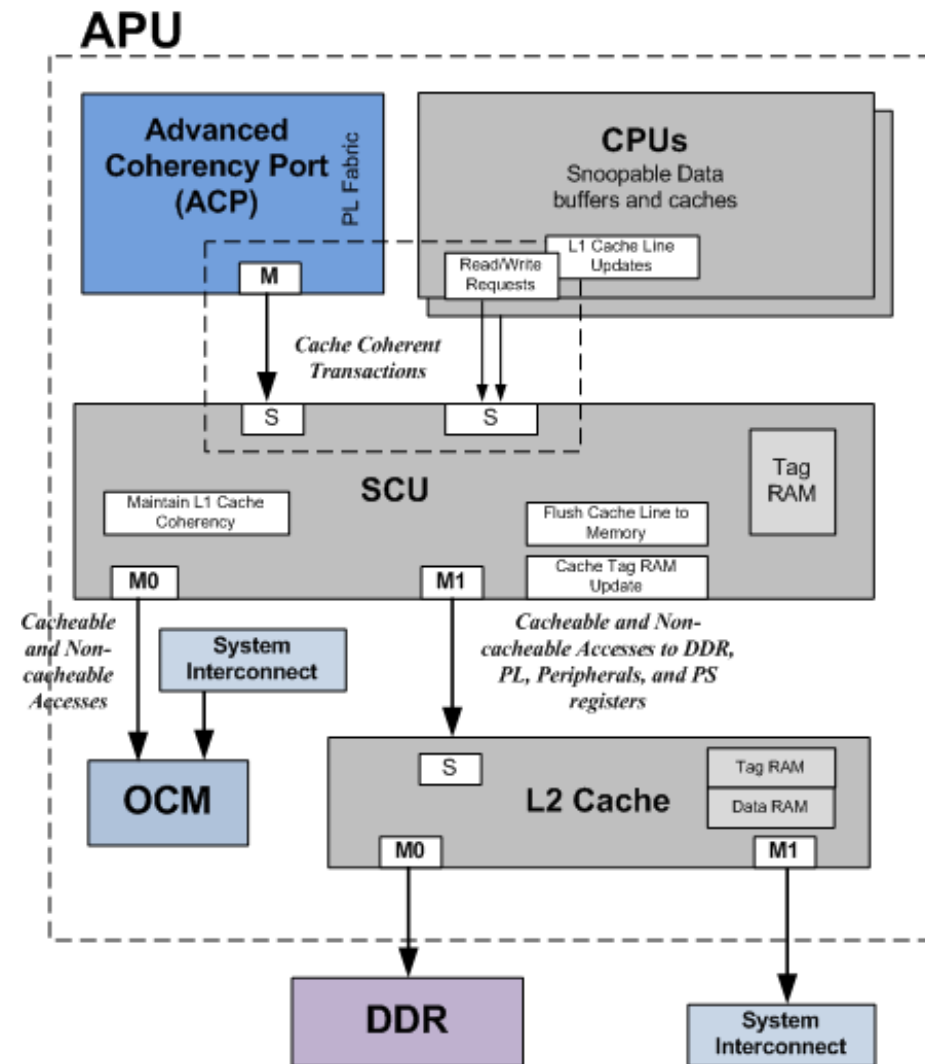 APU
Advanced
Coherency Port
(ACP)
PL Fabric
M
CPUs
Snoopable Data
buffers and caches
L1 Cache Line
Updates
Read/Write
Requests
Cache Coherent
Transactions
S
S
SCU
Tag
RAM
Maintain L1 Cache
Coherency
Flush Cache Line to
Memory
Cache Tag RAM
Update
M0
M1
Cacheable
and Non-
cacheable
Accesses
System
Interconnect
Cacheable and Non-
cacheable Accesses to DDR,
PL, Peripherals, and PS
registers
OCM
S
L2 Cache
Tag RAM
Data RAM
M0
M1
DDR
System
Interconnect